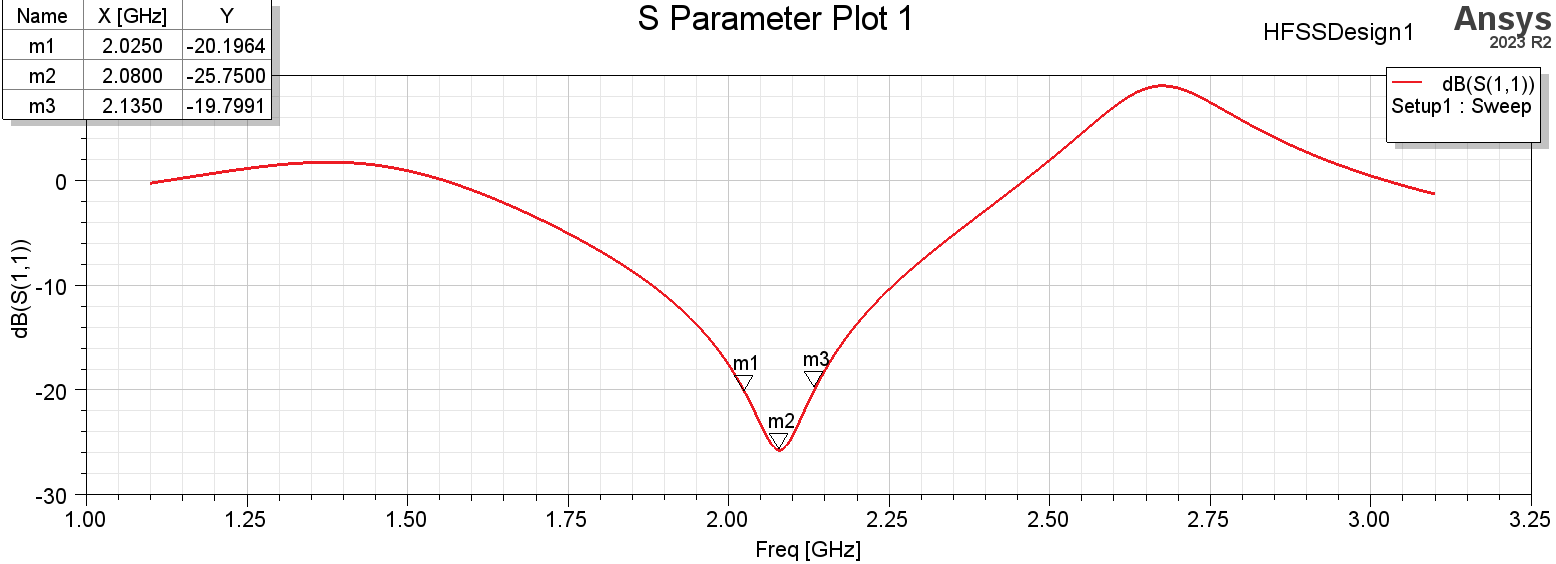 S Parameter Plot 1
HFSSDesign1
Ansys
2023 R2
Name X [GHz] Y
m1 2.0250 -20.1964
m2 2.0800 -25.7500
m3 2.1350 -19.7991
dB(S(1,1))
Setup1 : Sweep
dB(S(1,1))
0
-10
-20
-30
m1
m3
m2
1.00 1.25 1.50 1.75 2.00 2.25 2.50 2.75 3.00 3.25
Freq [GHz]